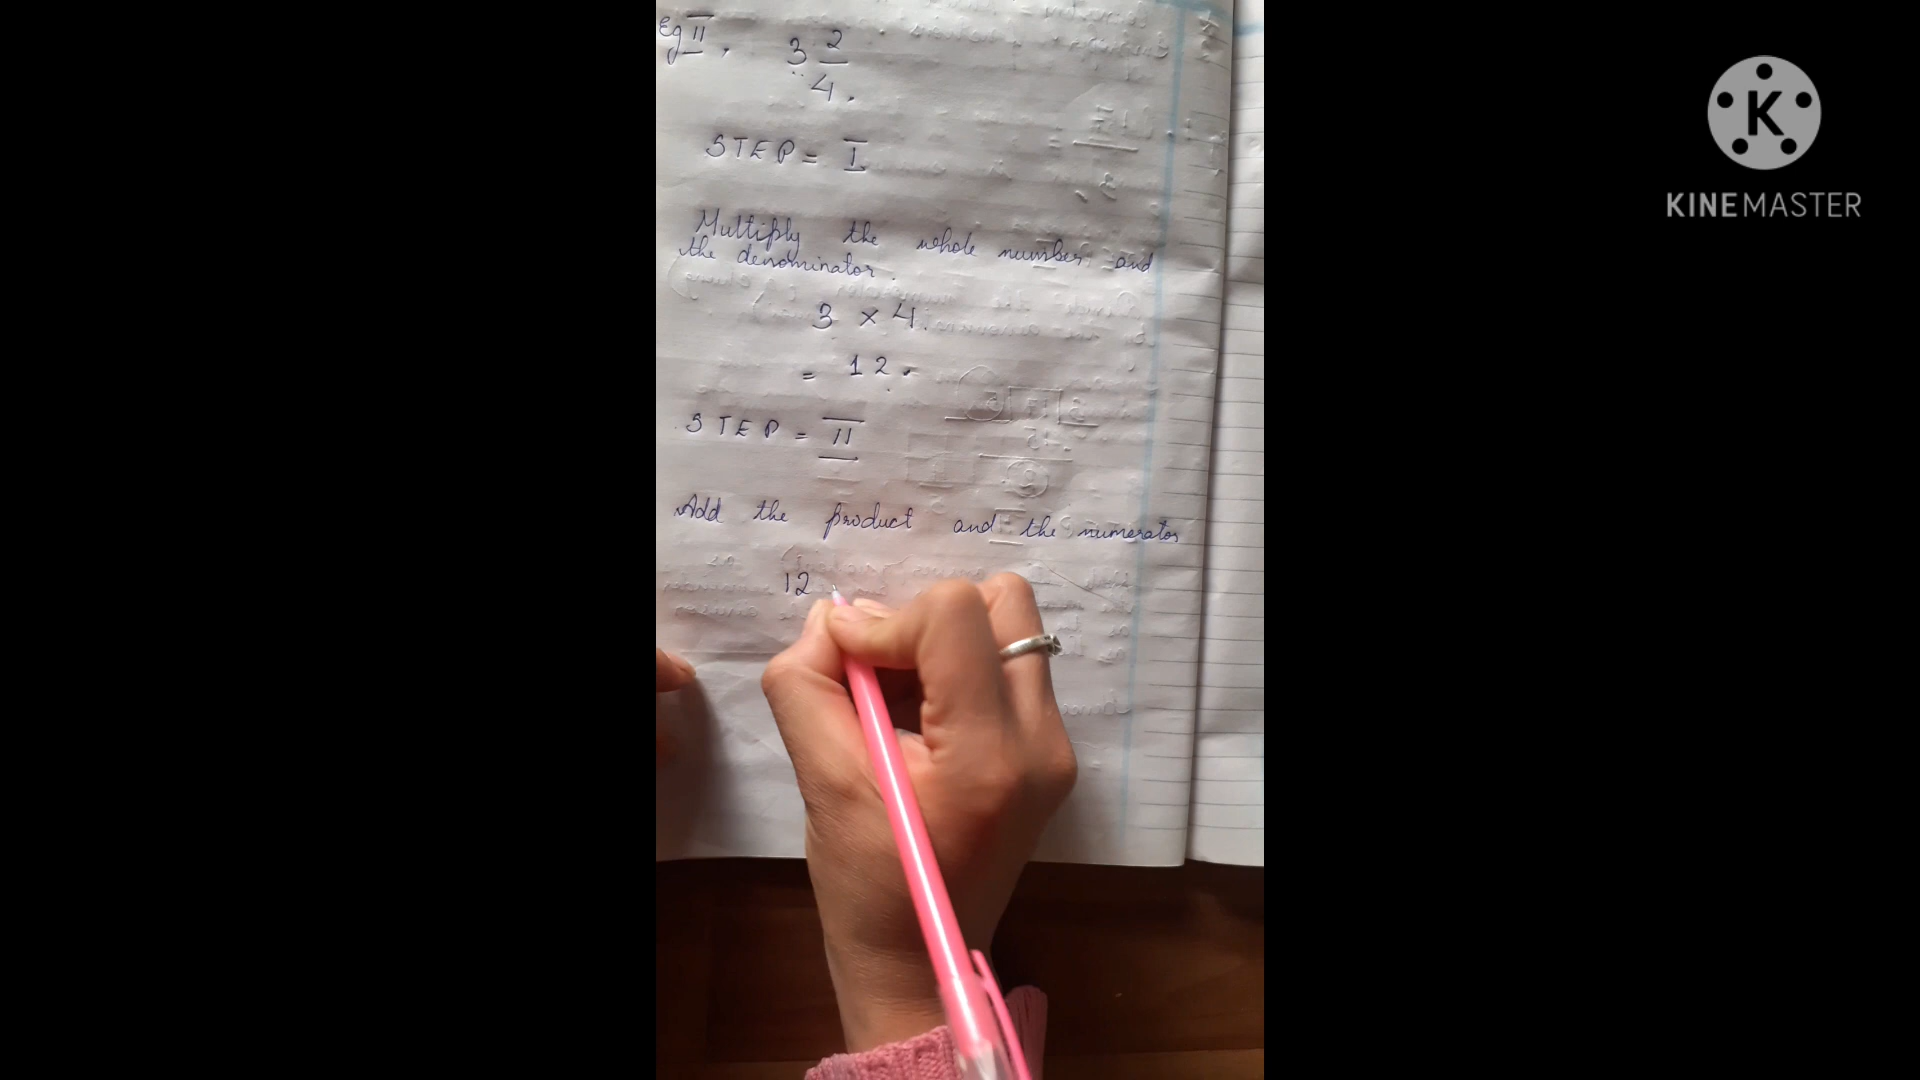 Eg II, 3 2/4.
STEP = I
Multiply the whole number and
the denominator.
3 × 4.
= 12.
STEP = II
Add the product and the numerator
12
K
KINEMASTER